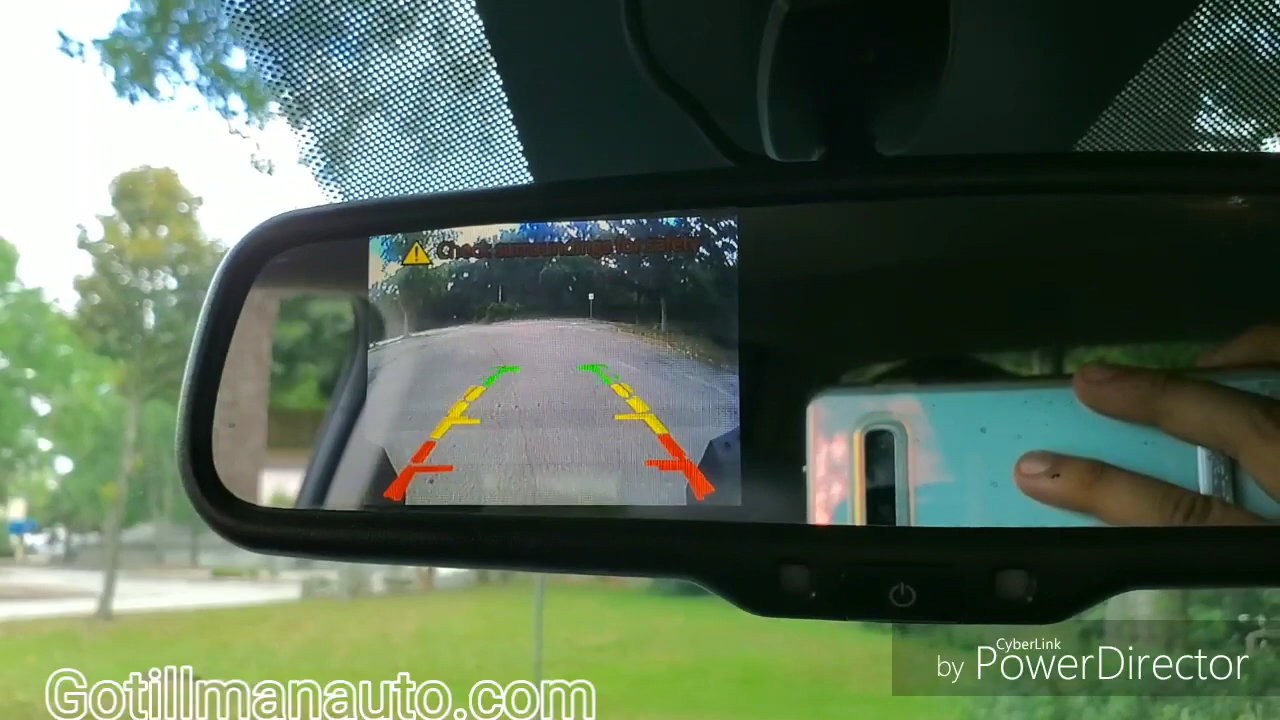 Check surroundings for safety
CyberLink
by PowerDirector
Gotillmanauto.com